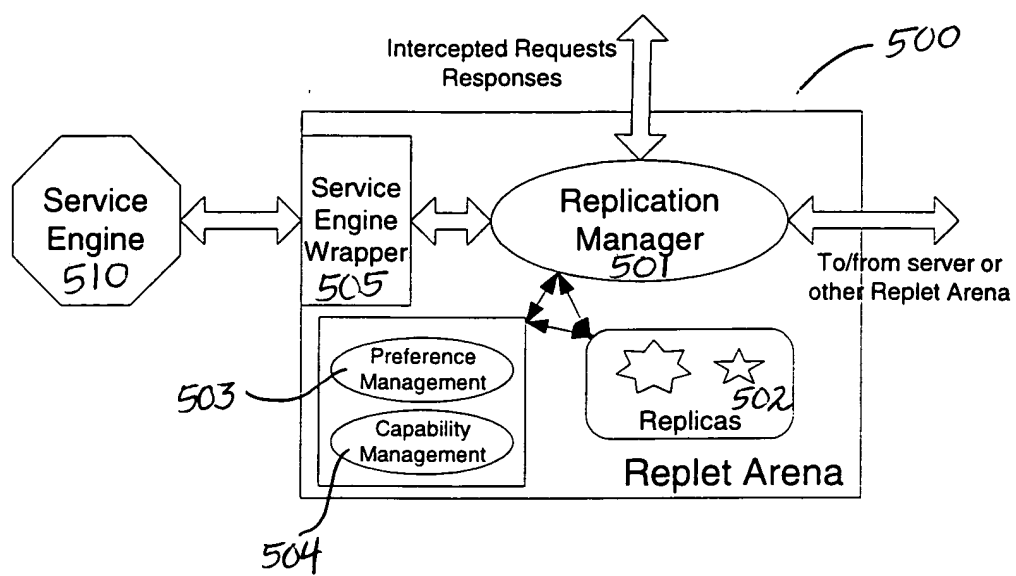 Intercepted Requests
Responses
500
Service
Engine
510
Service
Engine
Wrapper
505
Replication
Manager
501
To/from server or
other Replet Arena
Preference
Management
503
Capability
Management
504
502
Replicas
Replet Arena